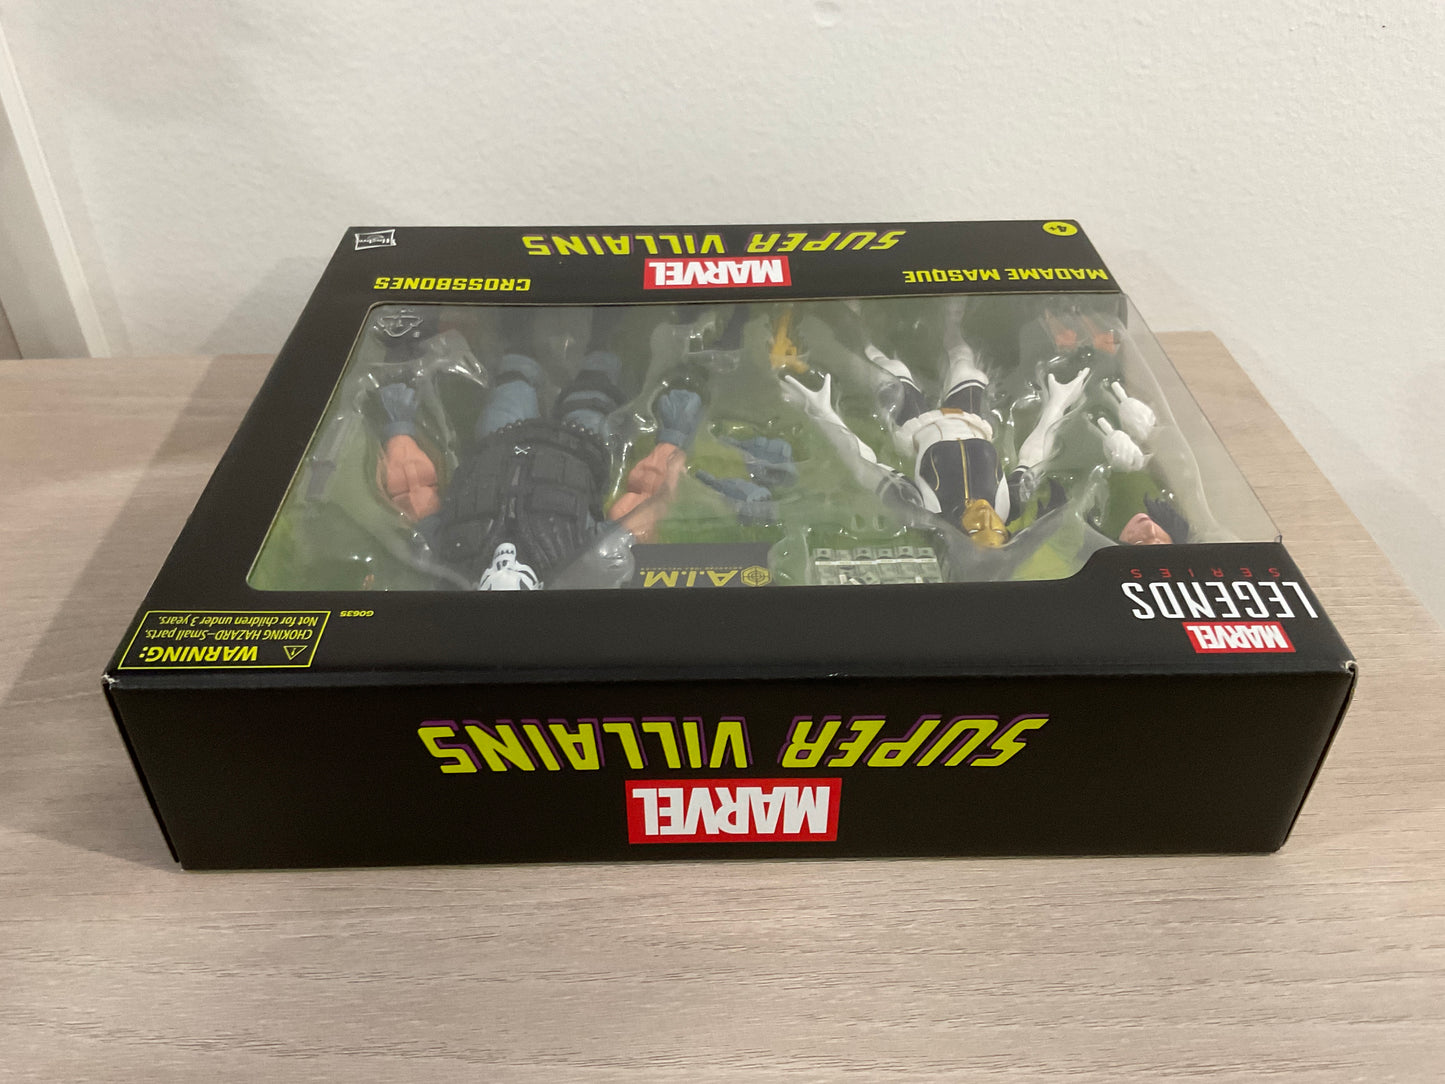 MARVEL
LEGENDS
SERIES
G0635
WARNING:
CHOKING HAZARD–Small parts.
Not for children under 3 years.
A.I.M.
MADAME MASQUE
CROSSBONES
MARVEL
SUPER VILLAINS
4+
Hasbro
MARVEL
SUPER VILLAINS